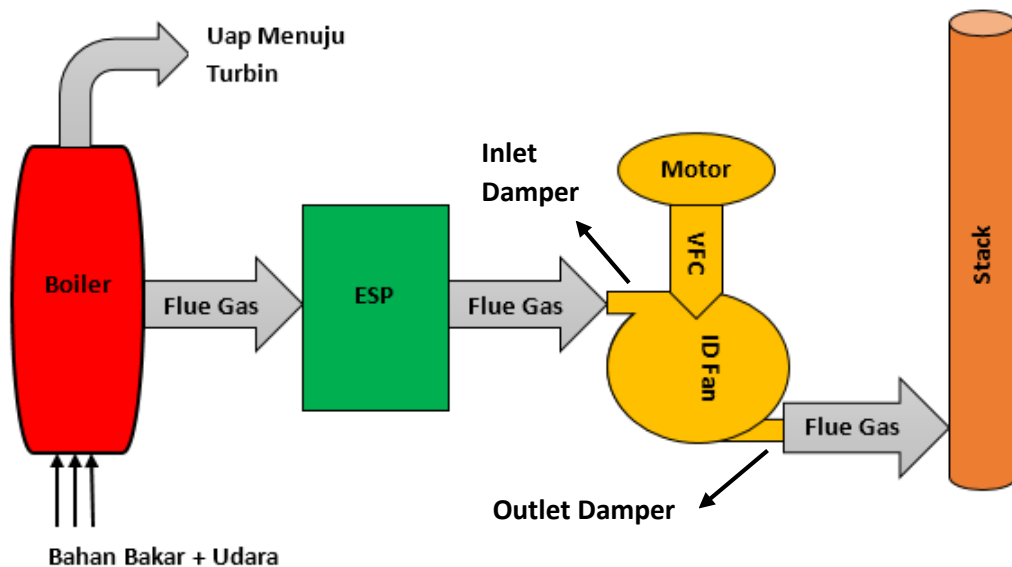 Uap Menuju
Turbin
Inlet
Damper
Motor
VFC
Boiler
Flue Gas
ESP
Flue Gas
ID Fan
Flue Gas
Stack
Outlet Damper
Bahan Bakar + Udara